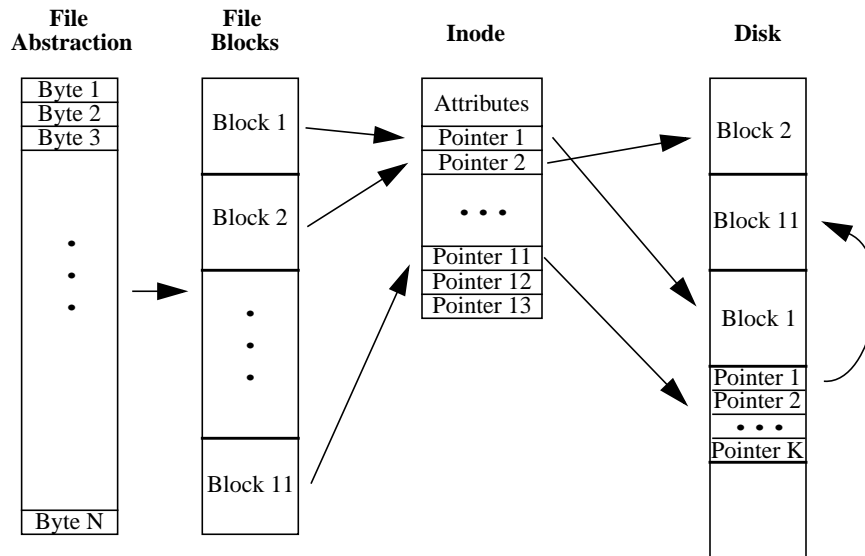 File
Abstraction
File
Blocks
Inode
Disk
Byte 1
Byte 2
Byte 3
Byte N
Block 1
Block 2
Block 11
Attributes
Pointer 1
Pointer 2
Pointer 11
Pointer 12
Pointer 13
Block 2
Block 11
Block 1
Pointer 1
Pointer 2
Pointer K